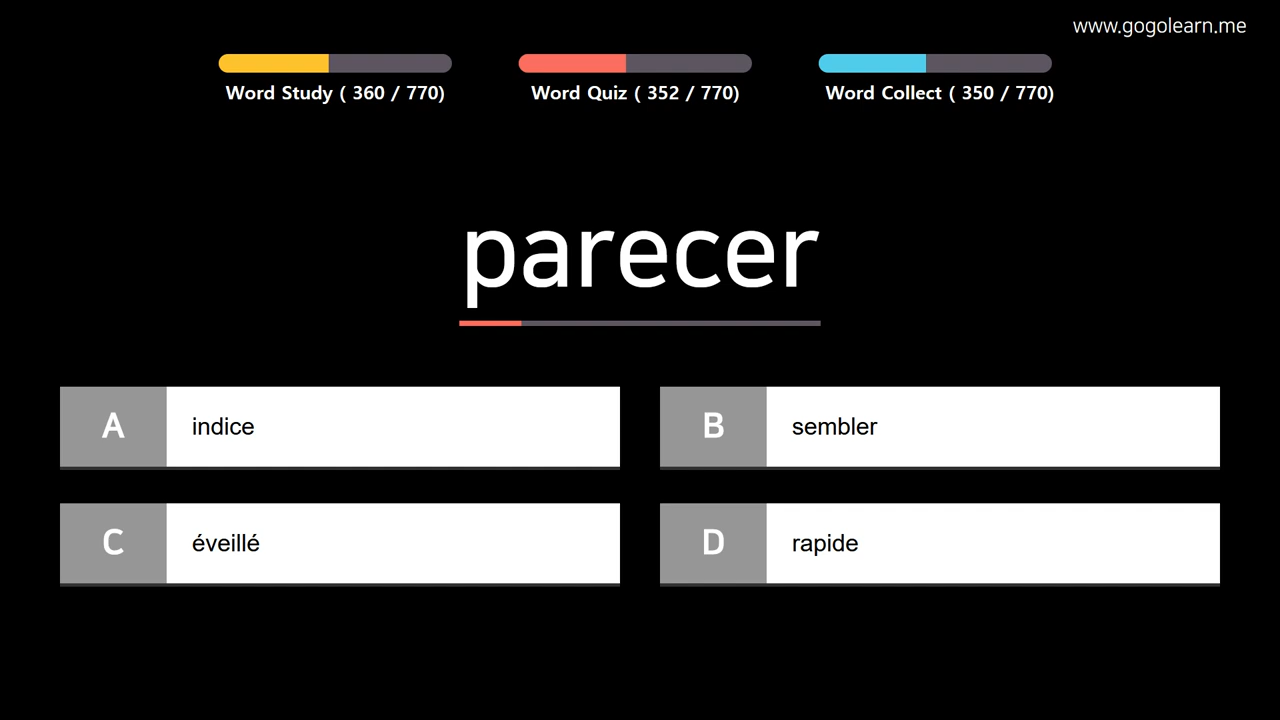 www.gogolearn.me
Word Study ( 360 / 770)
Word Quiz ( 352 / 770)
Word Collect ( 350 / 770)
parecer
A indice
B sembler
C éveillé
D rapide